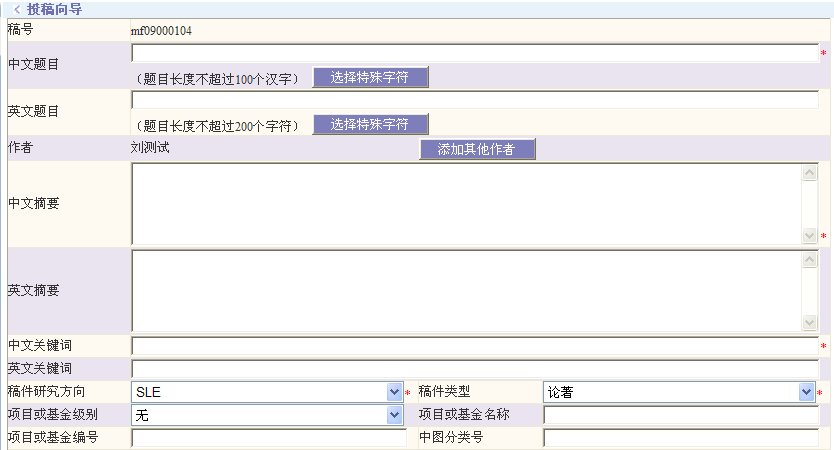 投稿向导
稿号 mf09000104
中文题目 *
（题目长度不超过100个汉字） 选择特殊字符
英文题目
（题目长度不超过200个字符） 选择特殊字符
作者 刘测试 添加其他作者
中文摘要 *
英文摘要
中文关键词 *
英文关键词
稿件研究方向 SLE * 稿件类型 论著 *
项目或基金级别 无 项目或基金名称
项目或基金编号 中图分类号